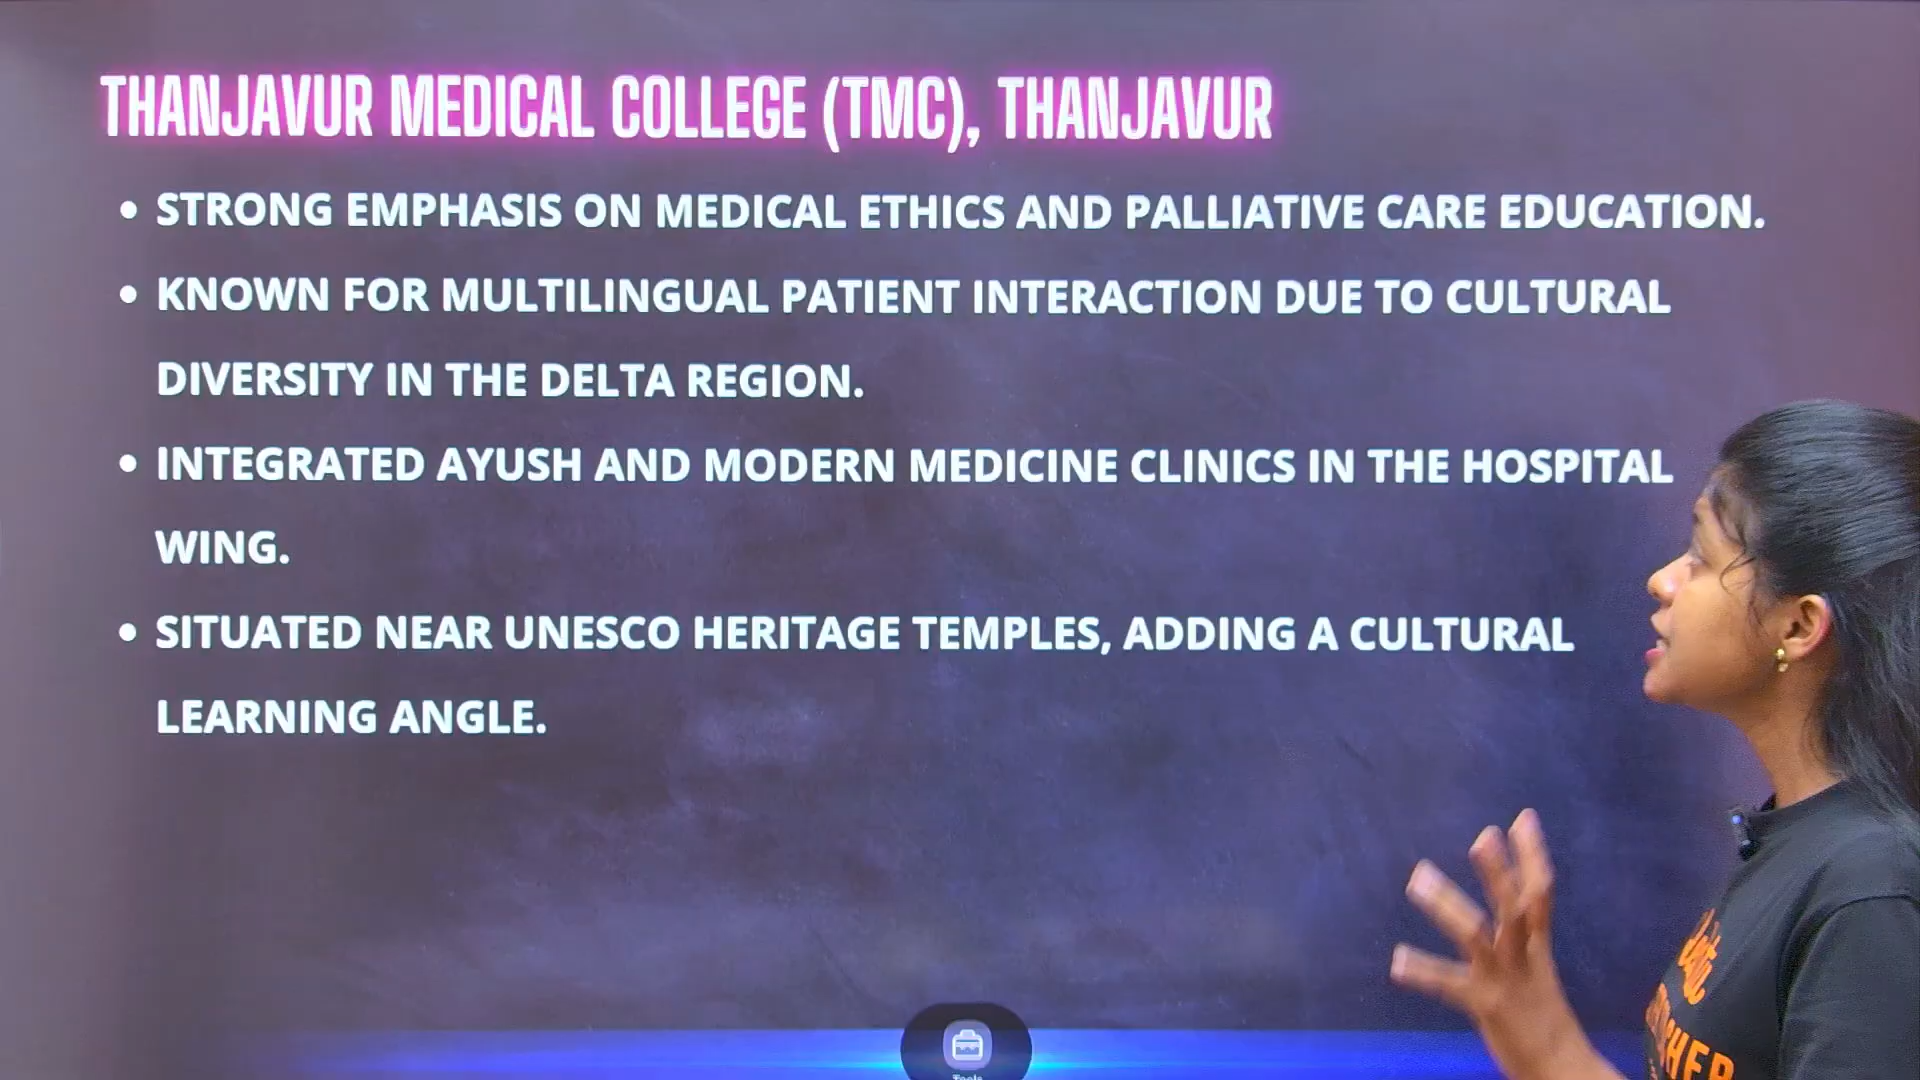 THANJAVUR MEDICAL COLLEGE (TMC), THANJAVUR
• STRONG EMPHASIS ON MEDICAL ETHICS AND PALLIATIVE CARE EDUCATION.
• KNOWN FOR MULTILINGUAL PATIENT INTERACTION DUE TO CULTURAL
DIVERSITY IN THE DELTA REGION.
• INTEGRATED AYUSH AND MODERN MEDICINE CLINICS IN THE HOSPITAL
WING.
• SITUATED NEAR UNESCO HERITAGE TEMPLES, ADDING A CULTURAL
LEARNING ANGLE.
Tools